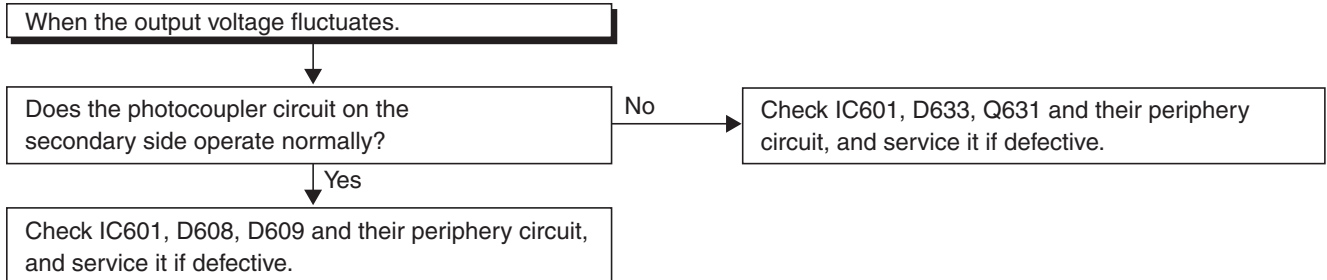 When the output voltage fluctuates.
Does the photocoupler circuit on the
secondary side operate normally?
No
Check IC601, D633, Q631 and their periphery
circuit, and service it if defective.
Yes
Check IC601, D608, D609 and their periphery circuit,
and service it if defective.